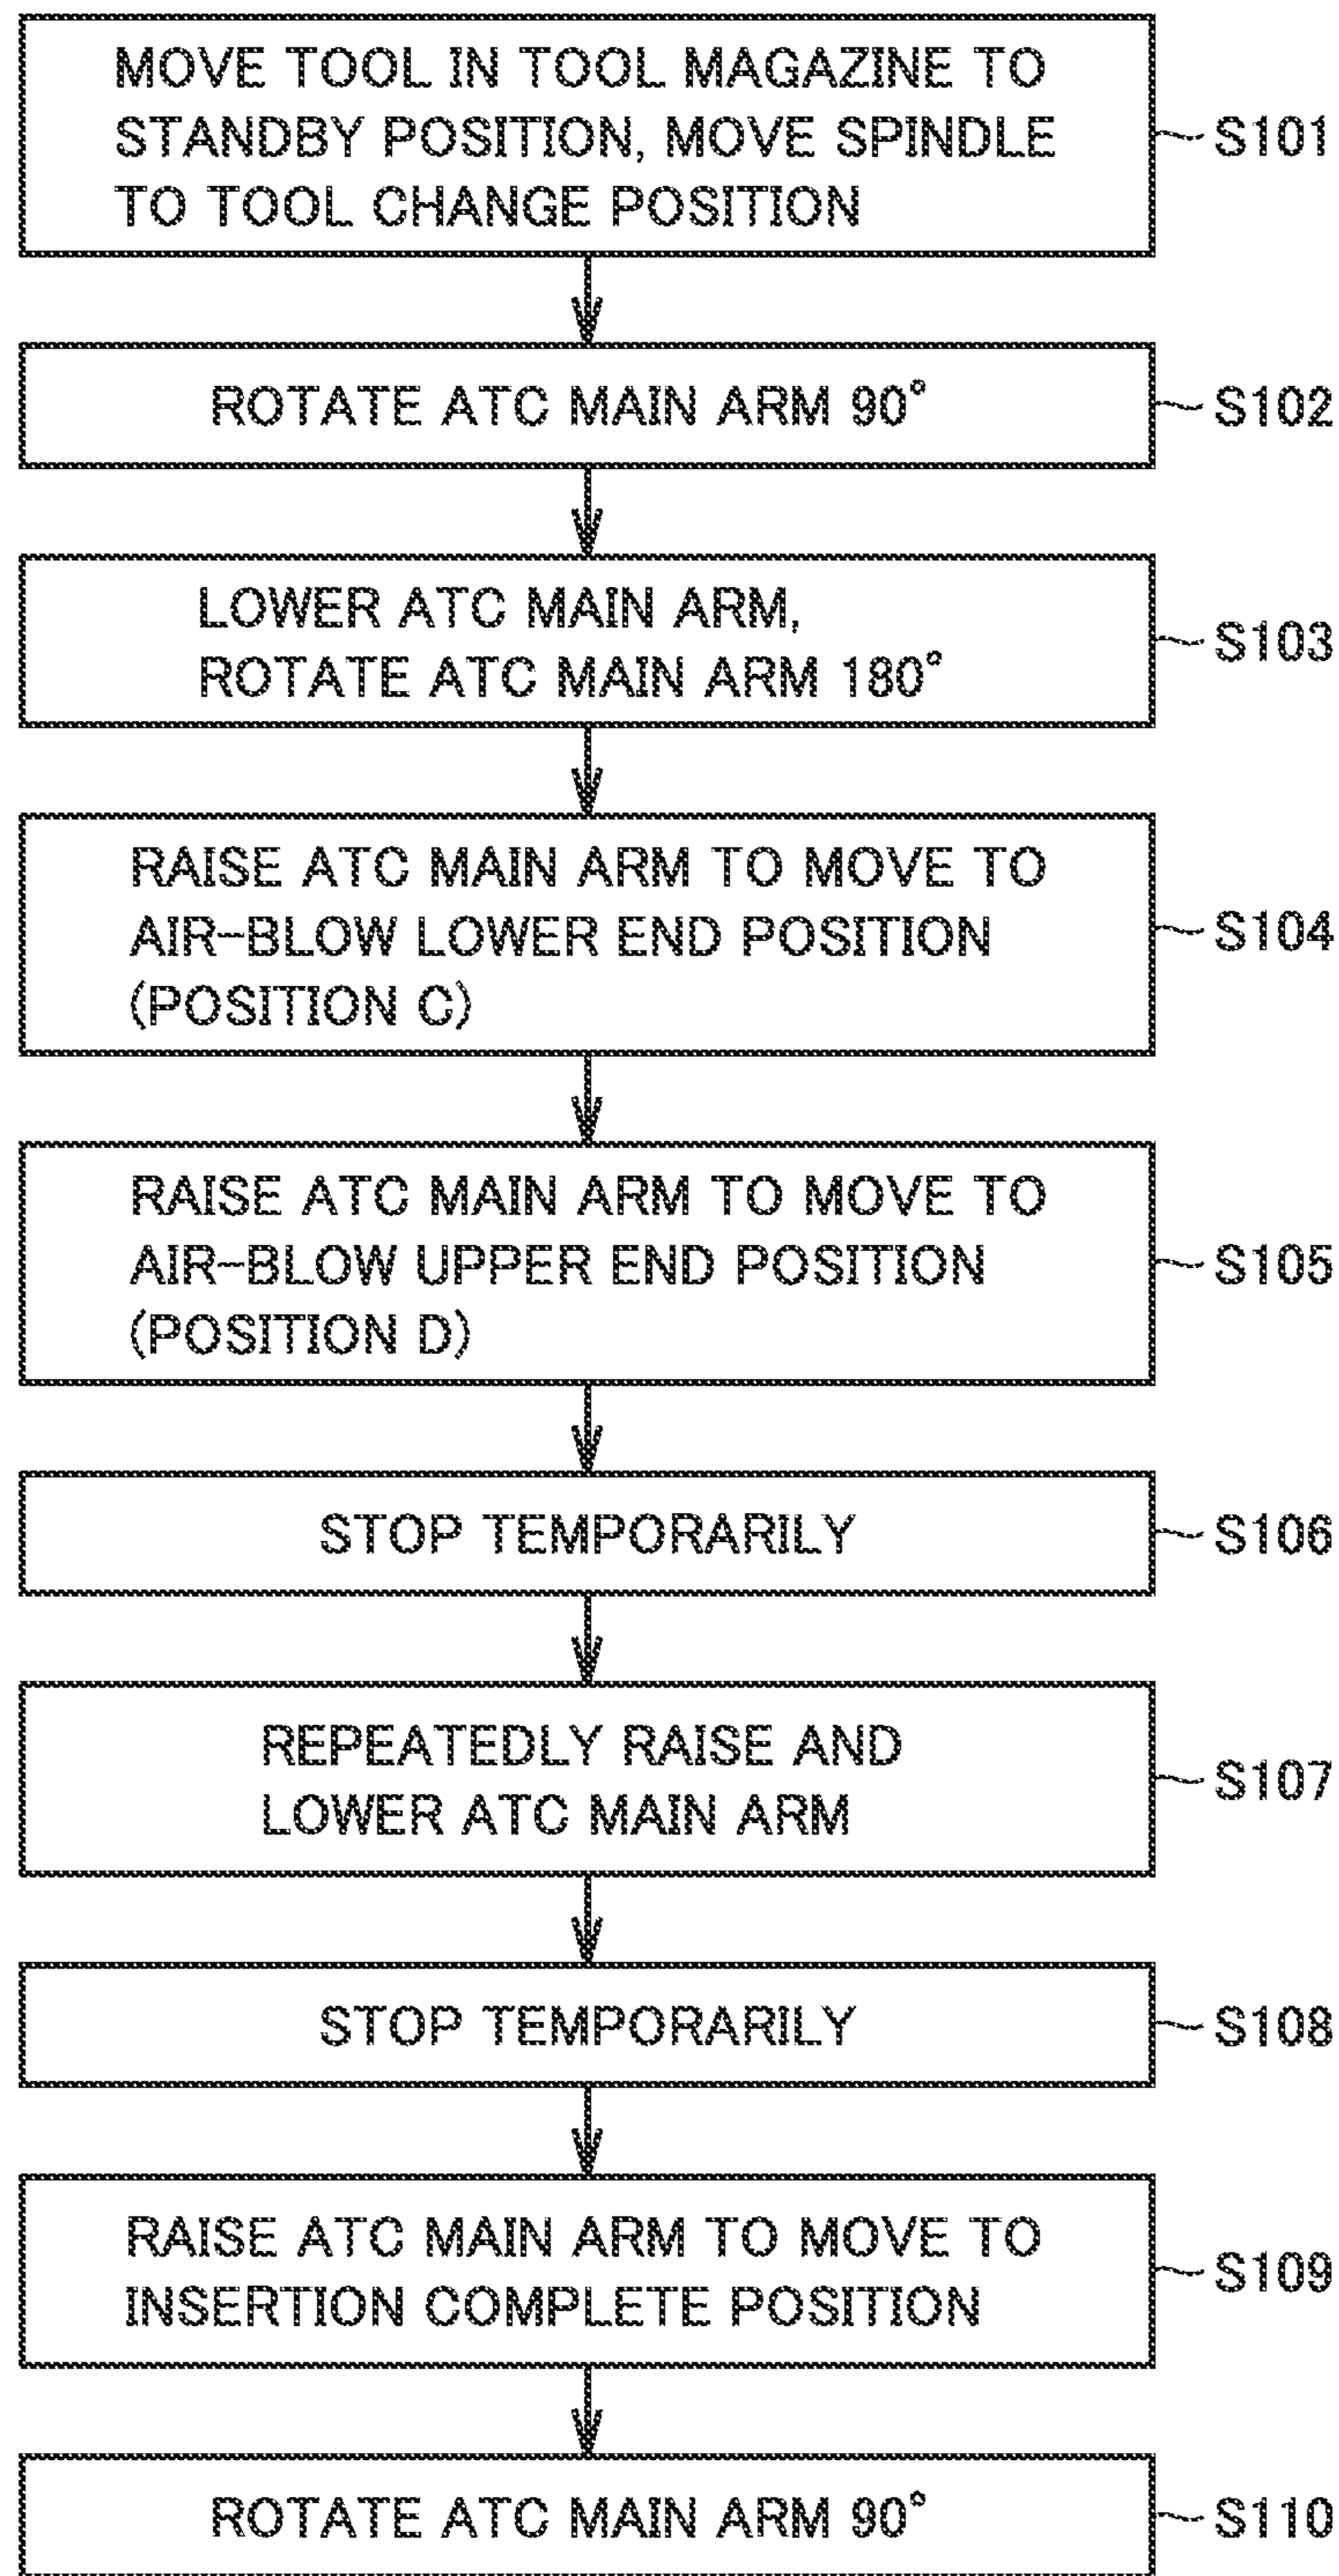 MOVE TOOL IN TOOL MAGAZINE TO
STANDBY POSITION, MOVE SPINDLE
TO TOOL CHANGE POSITION
S101
ROTATE ATC MAIN ARM 90°
S102
LOWER ATC MAIN ARM,
ROTATE ATC MAIN ARM 180°
S103
RAISE ATC MAIN ARM TO MOVE TO
AIR-BLOW LOWER END POSITION
(POSITION C)
S104
RAISE ATC MAIN ARM TO MOVE TO
AIR-BLOW UPPER END POSITION
(POSITION D)
S105
STOP TEMPORARILY
S106
REPEATEDLY RAISE AND
LOWER ATC MAIN ARM
S107
STOP TEMPORARILY
S108
RAISE ATC MAIN ARM TO MOVE TO
INSERTION COMPLETE POSITION
S109
ROTATE ATC MAIN ARM 90°
S110